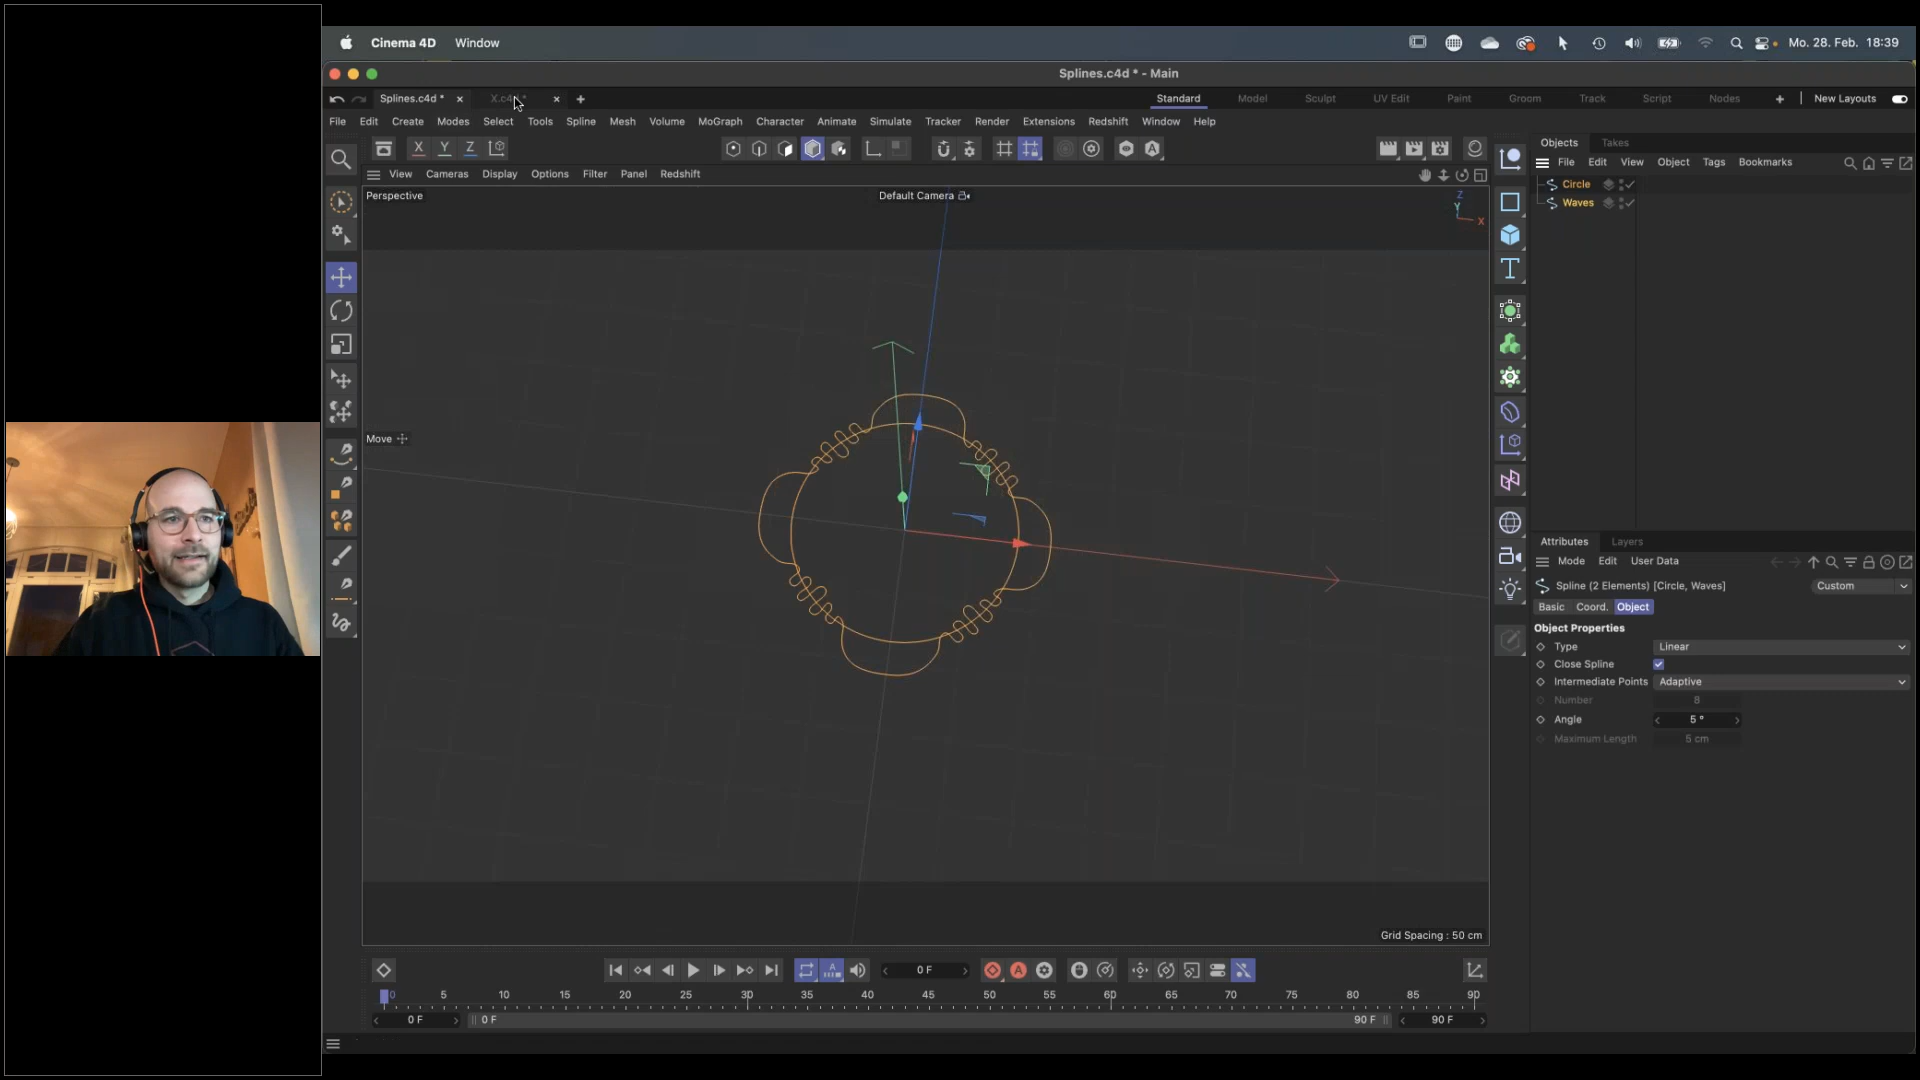 Cinema 4D Window
Mo. 28. Feb. 18:39
Splines.c4d * - Main
Splines.c4d *
Standard Model Sculpt UV Edit Paint Groom Track Script Nodes New Layouts
File Edit Create Modes Select Tools Spline Mesh Volume MoGraph Character Animate Simulate Tracker Render Extensions Redshift Window Help
X Y Z
Objects Takes
File Edit View Object Tags Bookmarks
Circle
Waves
View Cameras Display Options Filter Panel Redshift
Perspective
Default Camera
Z
Y
X
Move
Grid Spacing : 50 cm
Attributes Layers
Mode Edit User Data
Spline (2 Elements) [Circle, Waves]
Custom
Basic Coord. Object
Object Properties
Type Linear
Close Spline
Intermediate Points Adaptive
Number 8
Angle 5 °
Maximum Length 5 cm
0 F
0 5 10 15 20 25 30 35 40 45 50 55 60 65 70 75 80 85 90
0 F 0 F 90 F 90 F